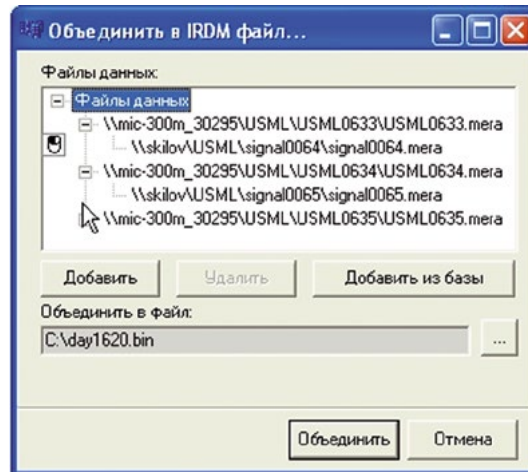 Объединить в IRDM файл...
Файлы данных:
Файлы данных
\\mic-300m_30295\USML\USML0633\USML0633.mera
\\skilov\USML\signal0064\signal0064.mera
\\mic-300m_30295\USML\USML0634\USML0634.mera
\\skilov\USML\signal0065\signal0065.mera
\\mic-300m_30295\USML\USML0635\USML0635.mera
Добавить Удалить Добавить из базы
Объединить в файл:
C:\day1620.bin ...
Объединить Отмена